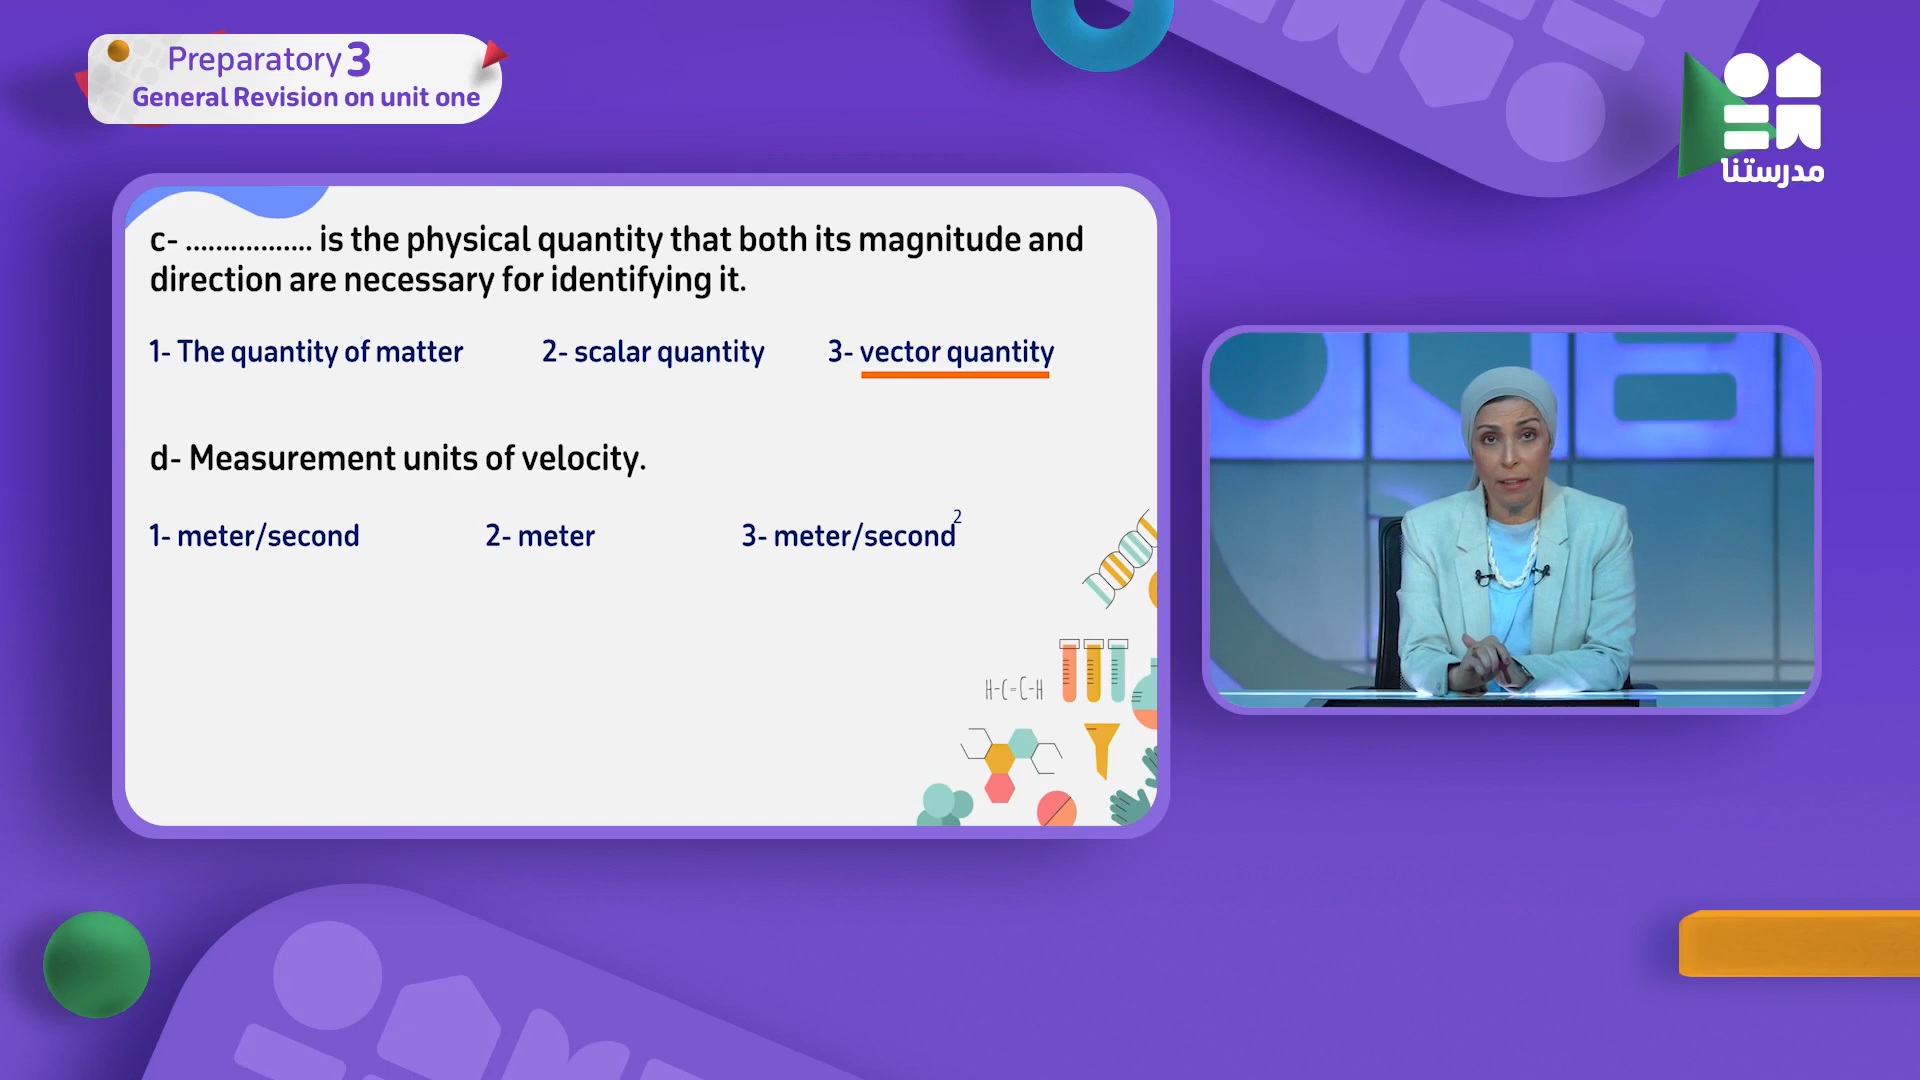 Preparatory 3
General Revision on unit one
مدرستنا
c- ................. is the physical quantity that both its magnitude and
direction are necessary for identifying it.
1- The quantity of matter 2- scalar quantity 3- vector quantity
d- Measurement units of velocity.
1- meter/second 2- meter 3- meter/second²
H-C=C-H